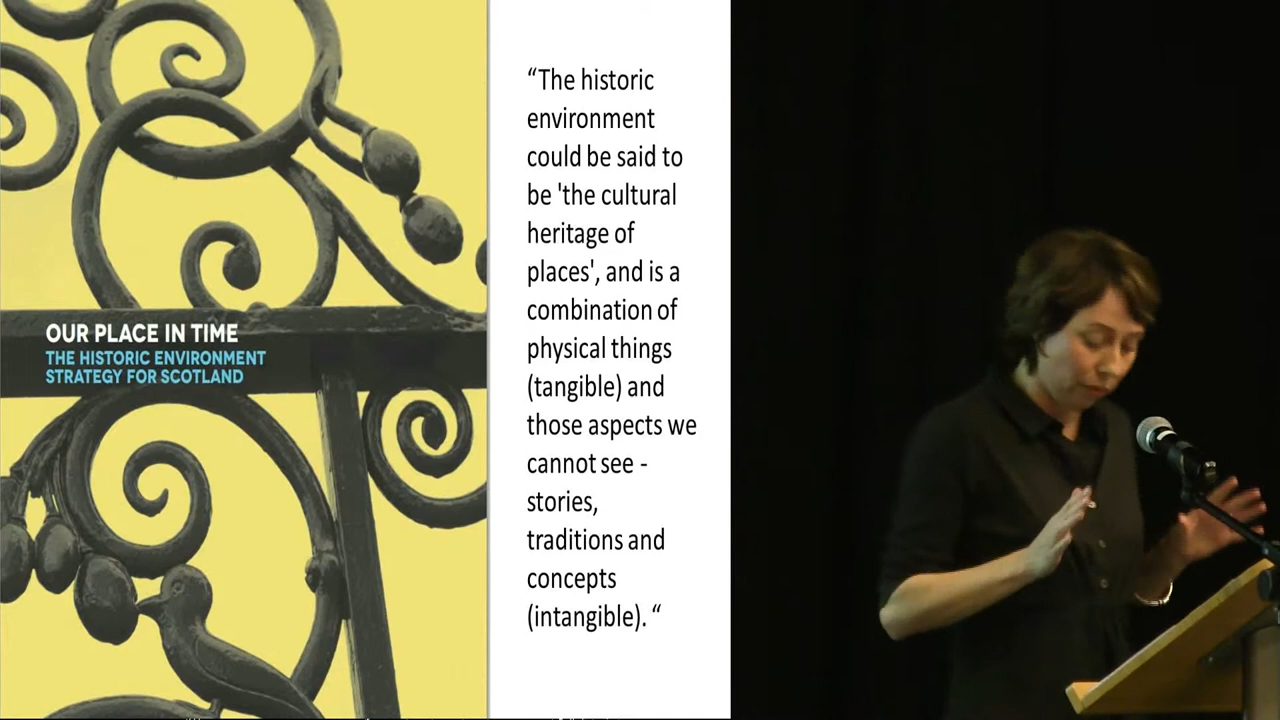 OUR PLACE IN TIME
THE HISTORIC ENVIRONMENT
STRATEGY FOR SCOTLAND
“The historic
environment
could be said to
be 'the cultural
heritage of
places', and is a
combination of
physical things
(tangible) and
those aspects we
cannot see -
stories,
traditions and
concepts
(intangible). “